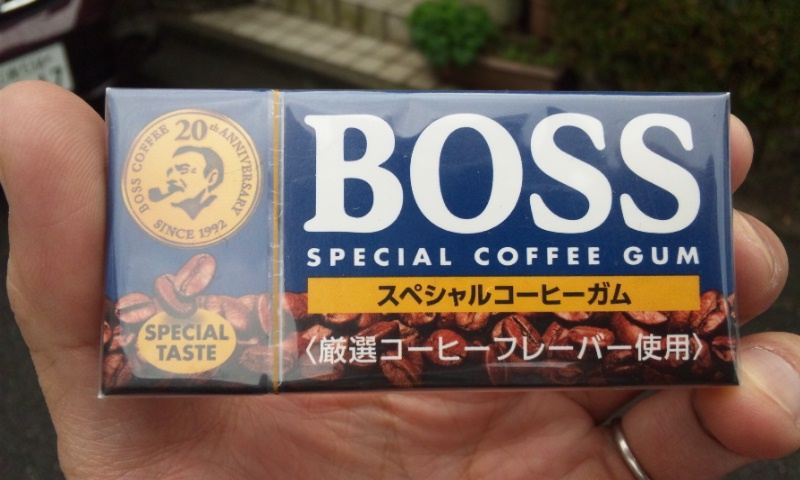 BOSS COFFEE 20th ANNIVERSARY
SINCE 1992
SPECIAL
TASTE
BOSS
SPECIAL COFFEE GUM
スペシャルコーヒーガム
〈厳選コーヒーフレーバー使用〉